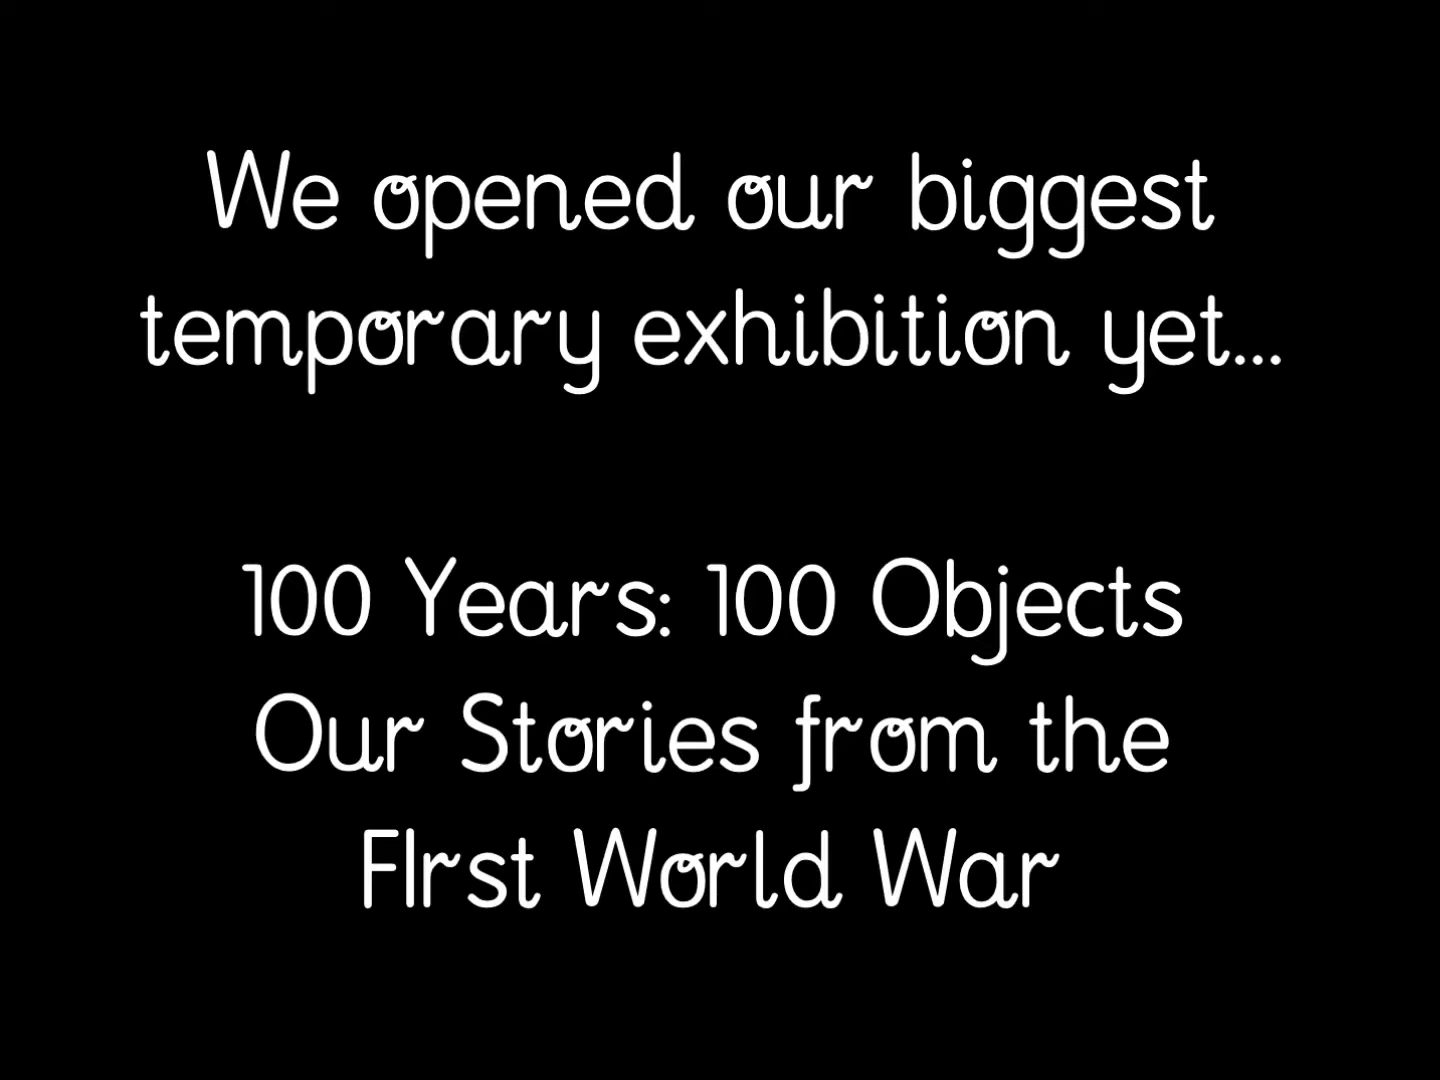 We opened our biggest
temporary exhibition yet...
100 Years: 100 Objects
Our Stories from the
FIrst World War